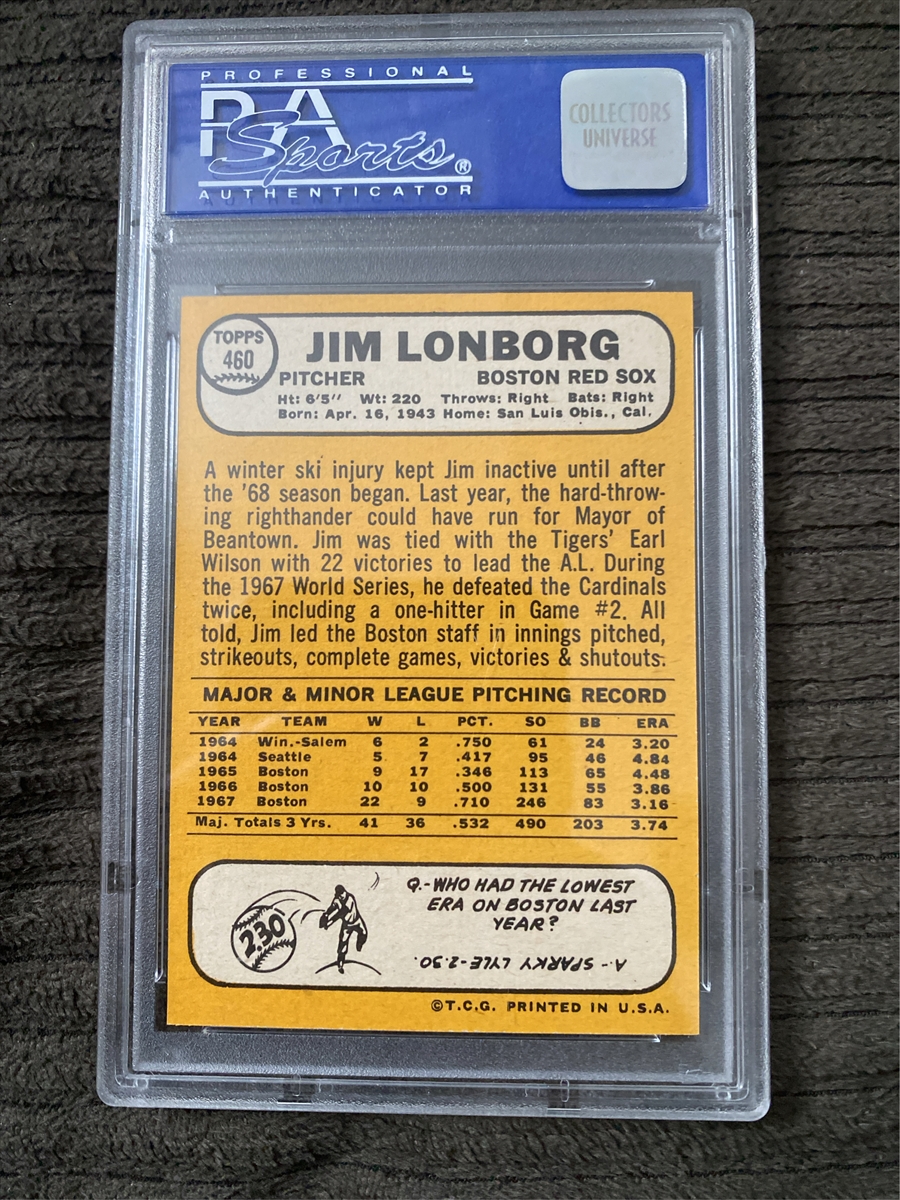 PROFESSIONAL
PSA
Sports®
AUTHENTICATOR
COLLECTORS
UNIVERSE
TOPPS
460
JIM LONBORG
PITCHER BOSTON RED SOX
Ht: 6'5" Wt: 220 Throws: Right Bats: Right
Born: Apr. 16, 1943 Home: San Luis Obis., Cal.
A winter ski injury kept Jim inactive until after
the '68 season began. Last year, the hard-throw-
ing righthander could have run for Mayor of
Beantown. Jim was tied with the Tigers' Earl
Wilson with 22 victories to lead the A.L. During
the 1967 World Series, he defeated the Cardinals
twice, including a one-hitter in Game #2. All
told, Jim led the Boston staff in innings pitched,
strikeouts, complete games, victories & shutouts.
MAJOR & MINOR LEAGUE PITCHING RECORD
YEAR TEAM W L PCT. SO BB ERA
1964 Win.-Salem 6 2 .750 61 24 3.20
1964 Seattle 5 7 .417 95 46 4.84
1965 Boston 9 17 .346 113 65 4.48
1966 Boston 10 10 .500 131 55 3.86
1967 Boston 22 9 .710 246 83 3.16
Maj. Totals 3 Yrs. 41 36 .532 490 203 3.74
2.30
Q.-WHO HAD THE LOWEST
ERA ON BOSTON LAST
YEAR?
A.- SPARKY LYLE-2.30.
©T.C.G. PRINTED IN U.S.A.